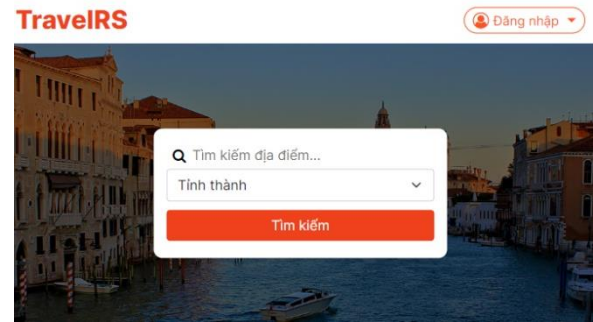 TravelRS
Đăng nhập
Tìm kiếm địa điểm...
Tỉnh thành
Tìm kiếm